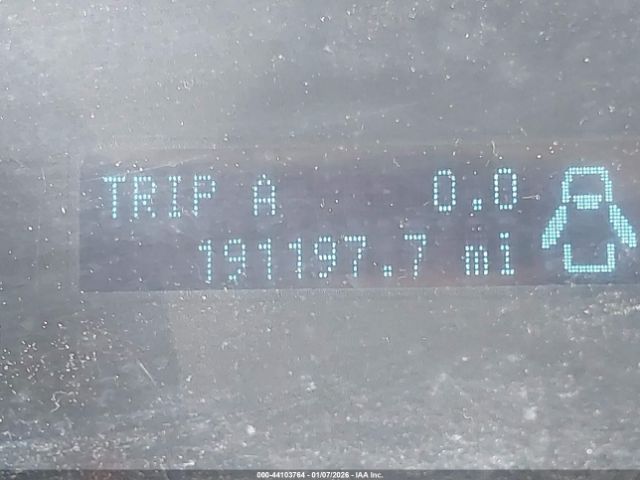 TRIP A 0.0
191197.7 mi
000-44103764 - 01/07/2026 - IAA Inc.